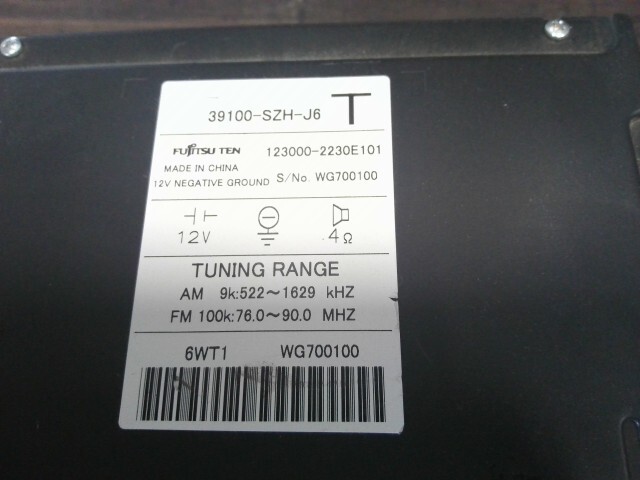 39100-SZH-J6 T
FUJITSU TEN 123000-2230E101
MADE IN CHINA
12V NEGATIVE GROUND S/No. WG700100
12V 4Ω
TUNING RANGE
AM 9k:522~1629 kHZ
FM 100k:76.0~90.0 MHZ
6WT1 WG700100